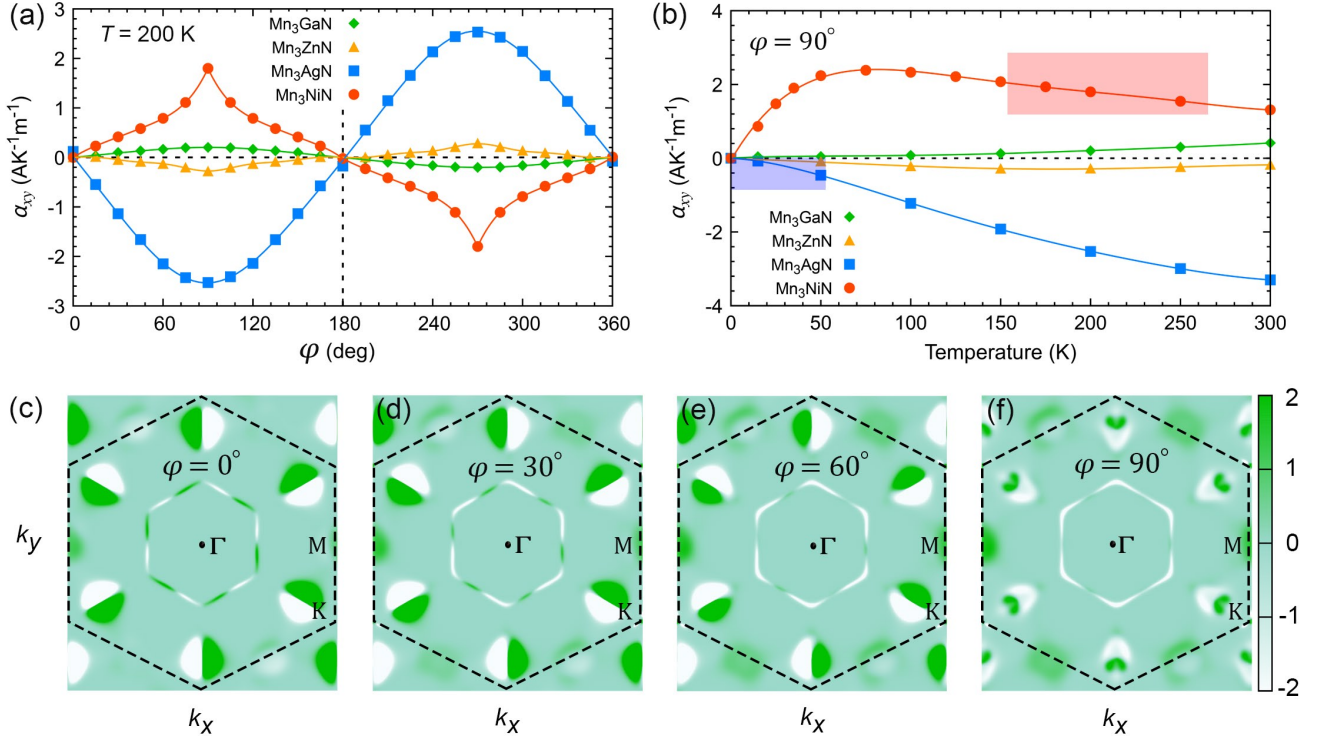 (a)
T = 200 K
Mn₃GaN
Mn₃ZnN
Mn₃AgN
Mn₃NiN
αxy (AK⁻¹m⁻¹)
3
2
1
0
-1
-2
-3
0 60 120 180 240 300 360
φ (deg)
(b)
φ = 90°
αxy (AK⁻¹m⁻¹)
4
2
0
-2
-4
Mn₃GaN
Mn₃ZnN
Mn₃AgN
Mn₃NiN
0 50 100 150 200 250 300
Temperature (K)
(c) (d) (e) (f)
φ = 0° φ = 30° φ = 60° φ = 90°
ky
Γ M Γ M Γ M Γ M
K K K K
kx kx kx kx
2
1
0
-1
-2